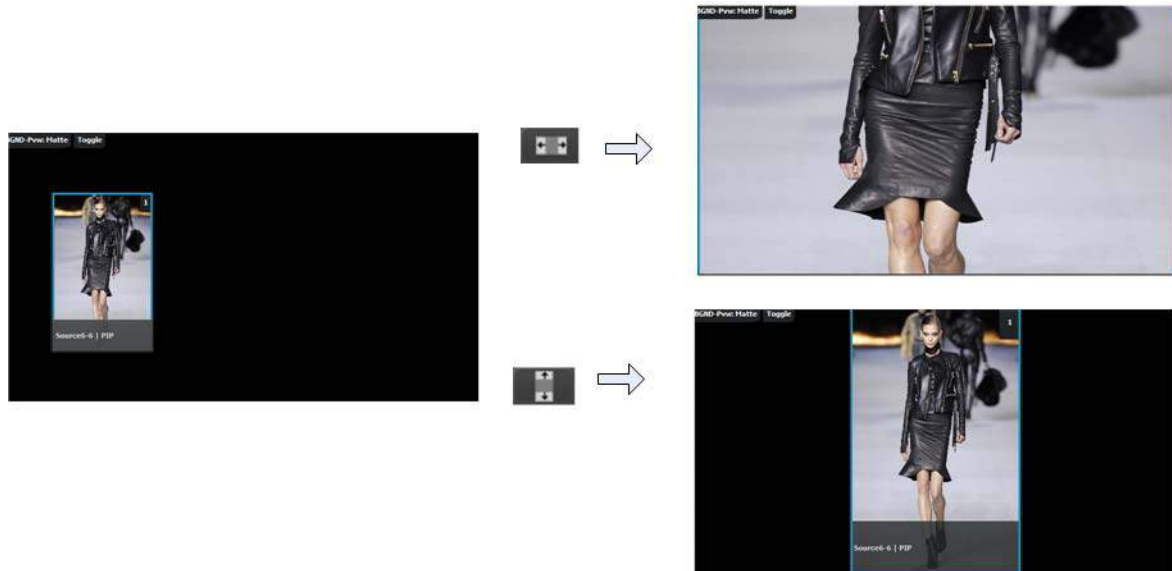 BGND-Pvw: Matte Toggle
1
Source6-6 | PIP
BGND-Pvw: Matte Toggle
BGND-Pvw: Matte Toggle
1
Source6-6 | PIP